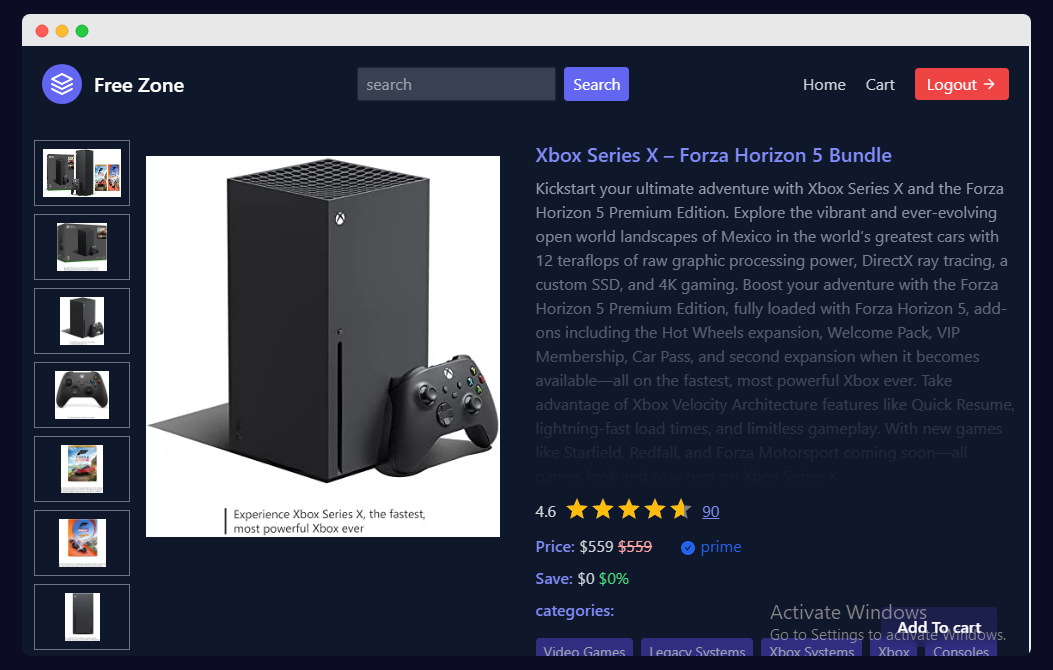 Free Zone
search
Search
Home
Cart
Logout →
Xbox Series X – Forza Horizon 5 Bundle
Kickstart your ultimate adventure with Xbox Series X and the Forza
Horizon 5 Premium Edition. Explore the vibrant and ever-evolving
open world landscapes of Mexico in the world’s greatest cars with
12 teraflops of raw graphic processing power, DirectX ray tracing, a
custom SSD, and 4K gaming. Boost your adventure with the Forza
Horizon 5 Premium Edition, fully loaded with Forza Horizon 5, add-
ons including the Hot Wheels expansion, Welcome Pack, VIP
Membership, Car Pass, and second expansion when it becomes
available—all on the fastest, most powerful Xbox ever. Take
advantage of Xbox Velocity Architecture features like Quick Resume,
lightning-fast load times, and limitless gameplay. With new games
like Starfield, Redfall, and Forza Motorsport coming soon—all
games look and play best on Xbox Series X.
Experience Xbox Series X, the fastest,
most powerful Xbox ever
4.6
90
Price: $559 $559
prime
Save: $0 $0%
categories:
Add To cart
Video Games
Legacy Systems
Xbox Systems
Xbox
Consoles
Activate Windows
Go to Settings to activate Windows.